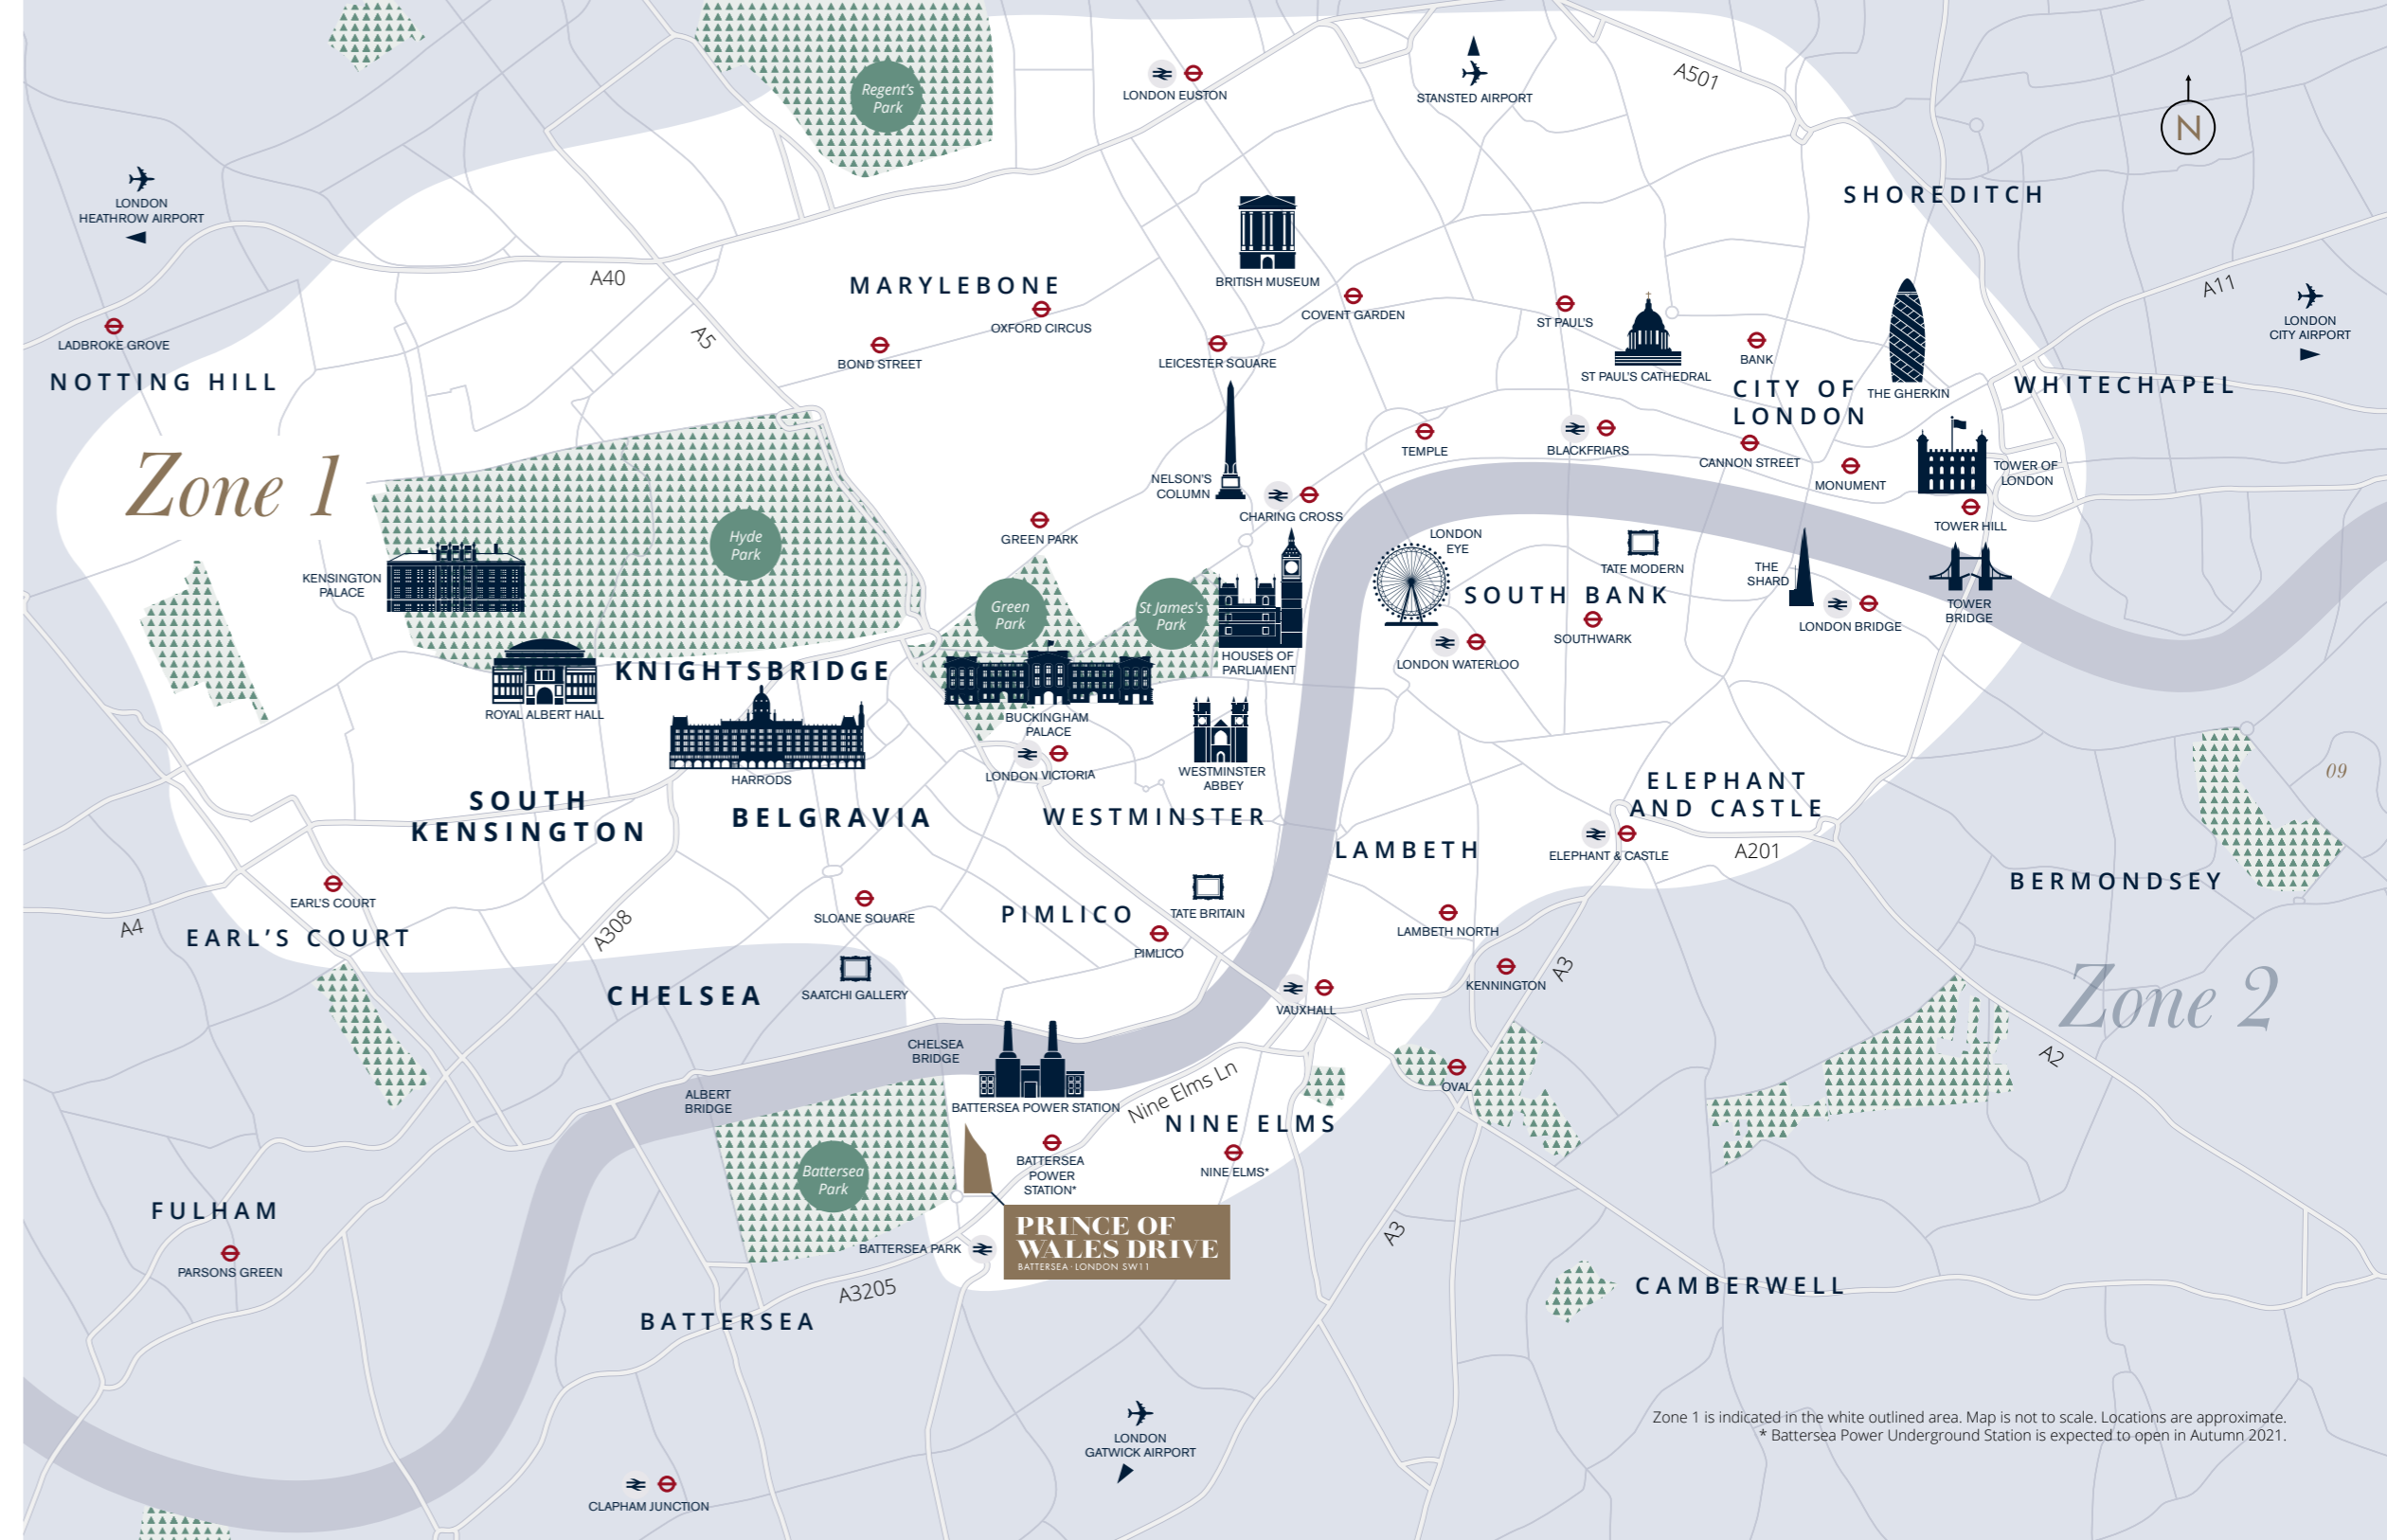 Regent's
Park
LONDON EUSTON
STANSTED AIRPORT
A501
N
LONDON
HEATHROW AIRPORT
SHOREDITCH
A40
MARYLEBONE
BRITISH MUSEUM
A11
LONDON
CITY AIRPORT
LADBROKE GROVE
A5
OXFORD CIRCUS
COVENT GARDEN
ST PAUL'S
BOND STREET
LEICESTER SQUARE
ST PAUL'S CATHEDRAL
BANK
NOTTING HILL
CITY OF
LONDON
THE GHERKIN
WHITECHAPEL
Zone 1
TEMPLE
BLACKFRIARS
CANNON STREET
MONUMENT
TOWER OF
LONDON
NELSON'S
COLUMN
CHARING CROSS
TOWER HILL
Hyde
Park
GREEN PARK
LONDON
EYE
TATE MODERN
THE
SHARD
KENSINGTON
PALACE
Green
Park
St James's
Park
SOUTH BANK
SOUTHWARK
LONDON BRIDGE
TOWER
BRIDGE
KNIGHTSBRIDGE
HOUSES OF
PARLIAMENT
LONDON WATERLOO
ROYAL ALBERT HALL
BUCKINGHAM
PALACE
HARRODS
LONDON VICTORIA
WESTMINSTER
ABBEY
09
SOUTH
KENSINGTON
BELGRAVIA
WESTMINSTER
ELEPHANT
AND CASTLE
LAMBETH
ELEPHANT & CASTLE
A201
BERMONDSEY
EARL'S COURT
A4
EARL'S COURT
A308
SLOANE SQUARE
PIMLICO
TATE BRITAIN
PIMLICO
LAMBETH NORTH
CHELSEA
SAATCHI GALLERY
VAUXHALL
KENNINGTON
A3
Zone 2
A2
CHELSEA
BRIDGE
ALBERT
BRIDGE
BATTERSEA POWER STATION
Nine Elms Ln
OVAL
NINE ELMS
NINE ELMS*
BATTERSEA
POWER
STATION*
Battersea
Park
FULHAM
PARSONS GREEN
PRINCE OF
WALES DRIVE
BATTERSEA · LONDON SW11
BATTERSEA PARK
A3205
A3
BATTERSEA
CAMBERWELL
LONDON
GATWICK AIRPORT
CLAPHAM JUNCTION
Zone 1 is indicated in the white outlined area. Map is not to scale. Locations are approximate.
* Battersea Power Underground Station is expected to open in Autumn 2021.